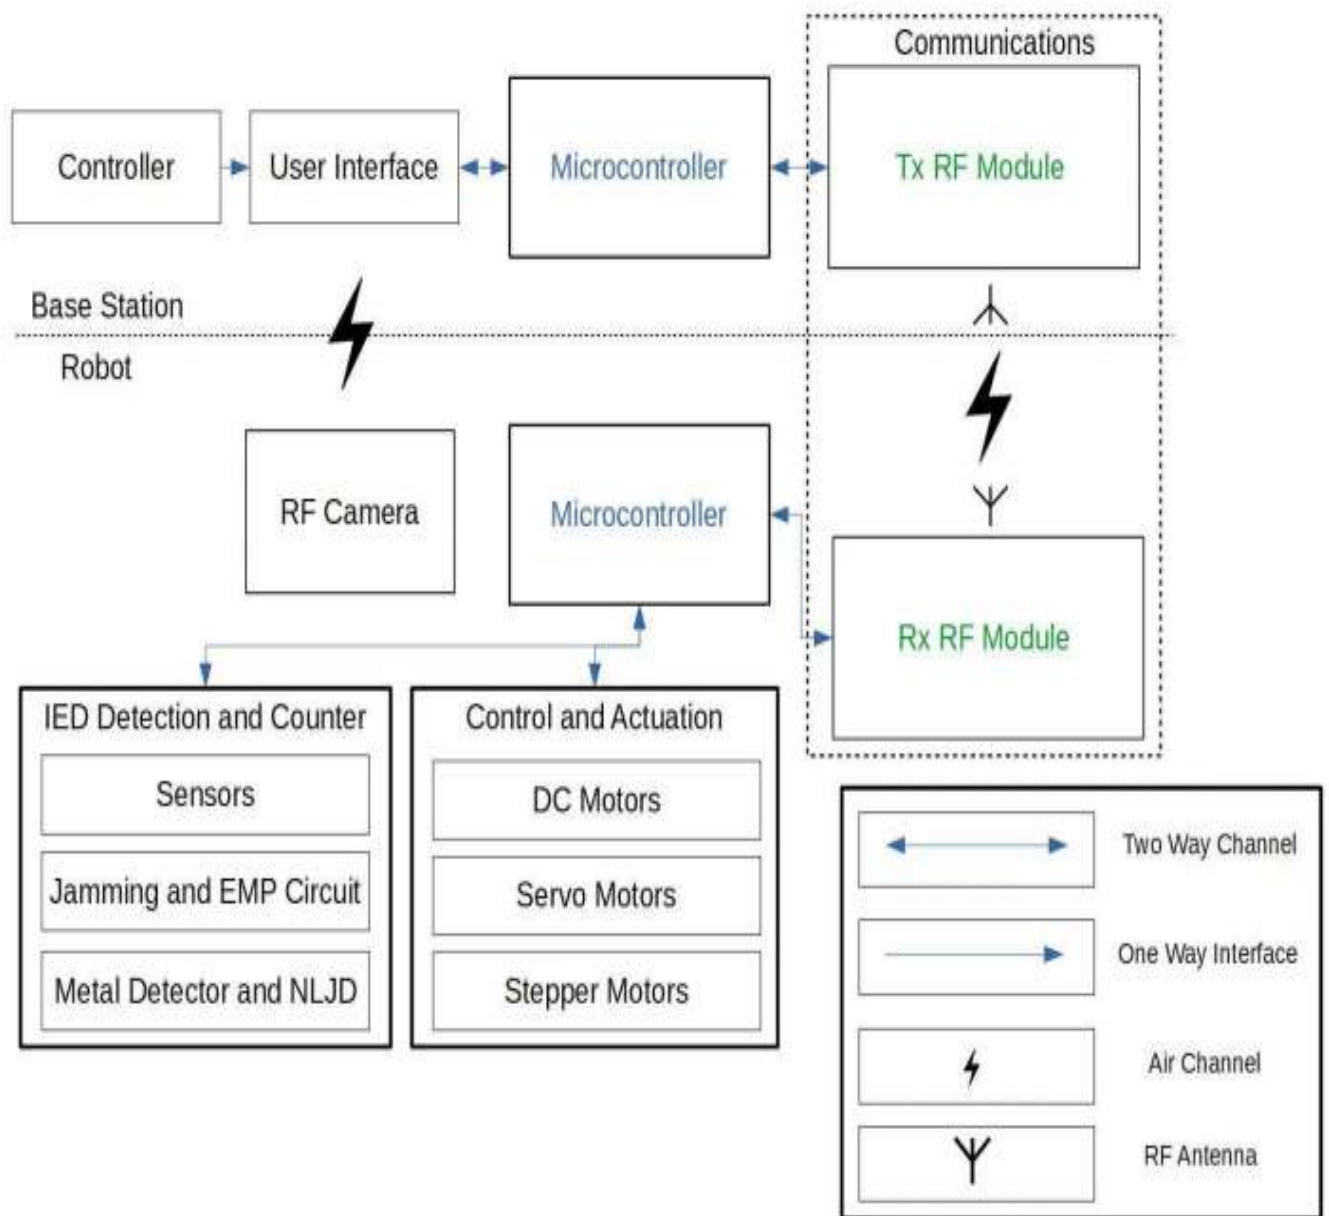 Communications
Controller
User Interface
Microcontroller
Tx RF Module
Base Station
Robot
RF Camera
Microcontroller
Rx RF Module
IED Detection and Counter
Sensors
Jamming and EMP Circuit
Metal Detector and NLJD
Control and Actuation
DC Motors
Servo Motors
Stepper Motors
Two Way Channel
One Way Interface
Air Channel
RF Antenna